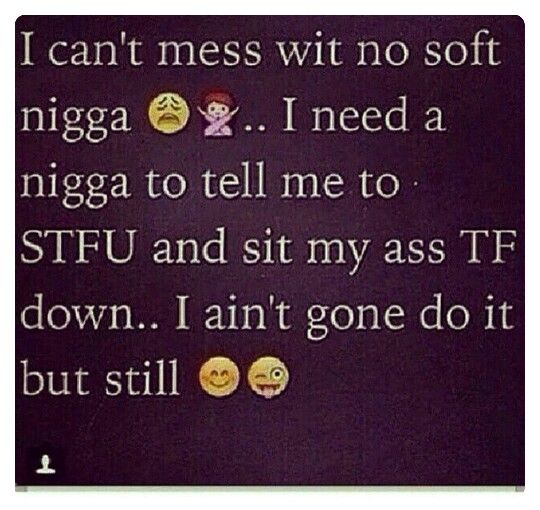 I can't mess wit no soft
nigga 😩🙅.. I need a
nigga to tell me to
STFU and sit my ass TF
down.. I ain't gone do it
but still 😊😜